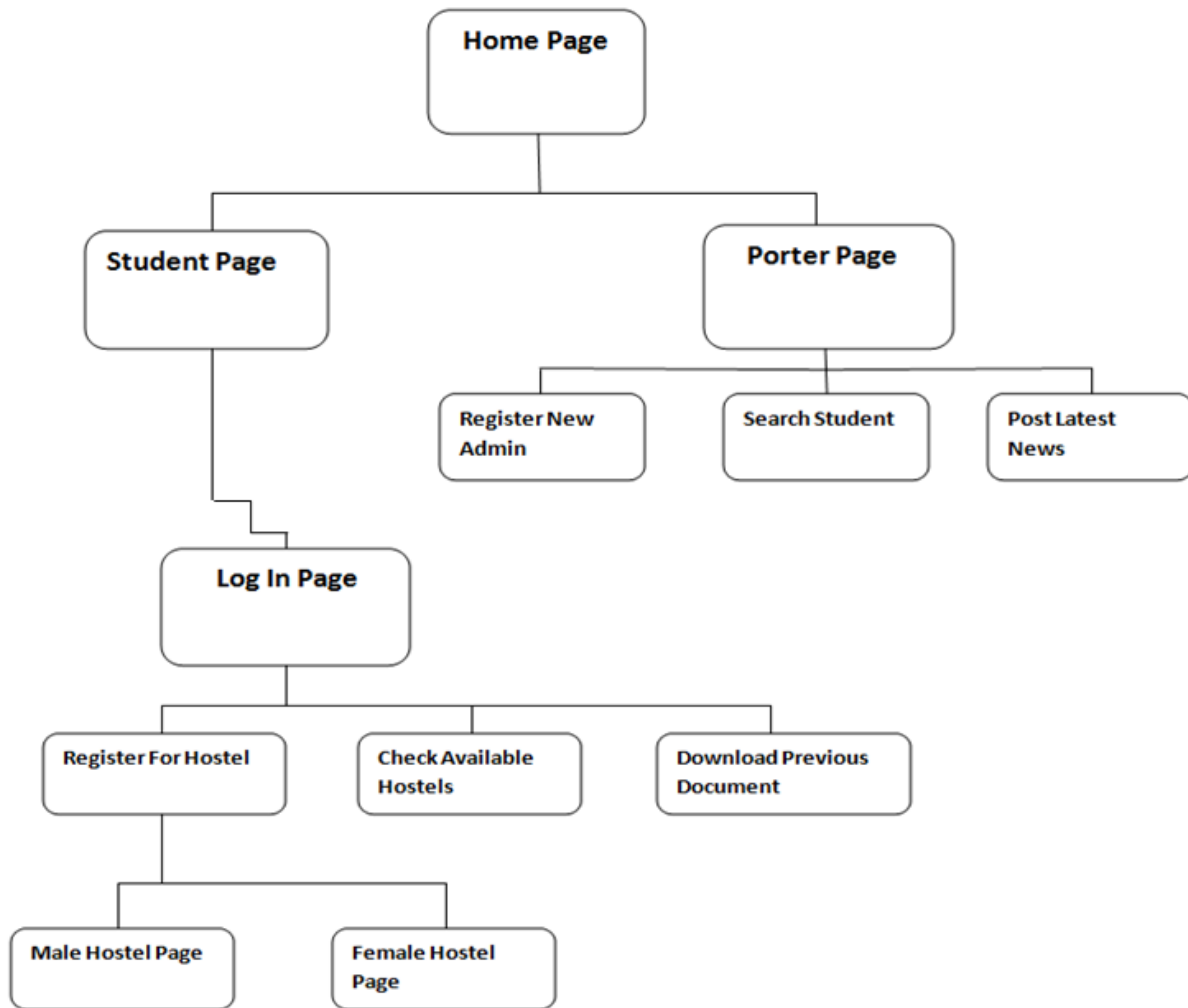 Home Page
Student Page
Porter Page
Register New
Admin
Search Student
Post Latest
News
Log In Page
Register For Hostel
Check Available
Hostels
Download Previous
Document
Male Hostel Page
Female Hostel
Page